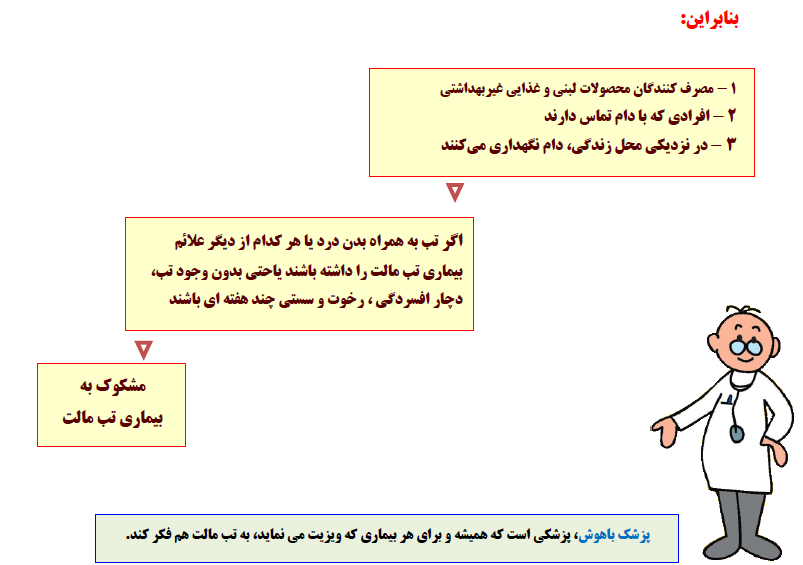 بنابراین:
۱ – مصرف کنندگان محصولات لبنی و غذایی غیربهداشتی
۲ – افرادی که با دام تماس دارند
۳ – در نزدیکی محل زندگی، دام نگهداری می‌کنند
اگر تب به همراه بدن درد یا هر کدام از دیگر علائم
بیماری تب مالت را داشته باشند یاحتی بدون وجود تب،
دچار افسردگی ، رخوت و سستی چند هفته ای باشند
مشکوک به
بیماری تب مالت
پزشک باهوش، پزشکی است که همیشه و برای هر بیماری که ویزیت می نماید، به تب مالت هم فکر کند.